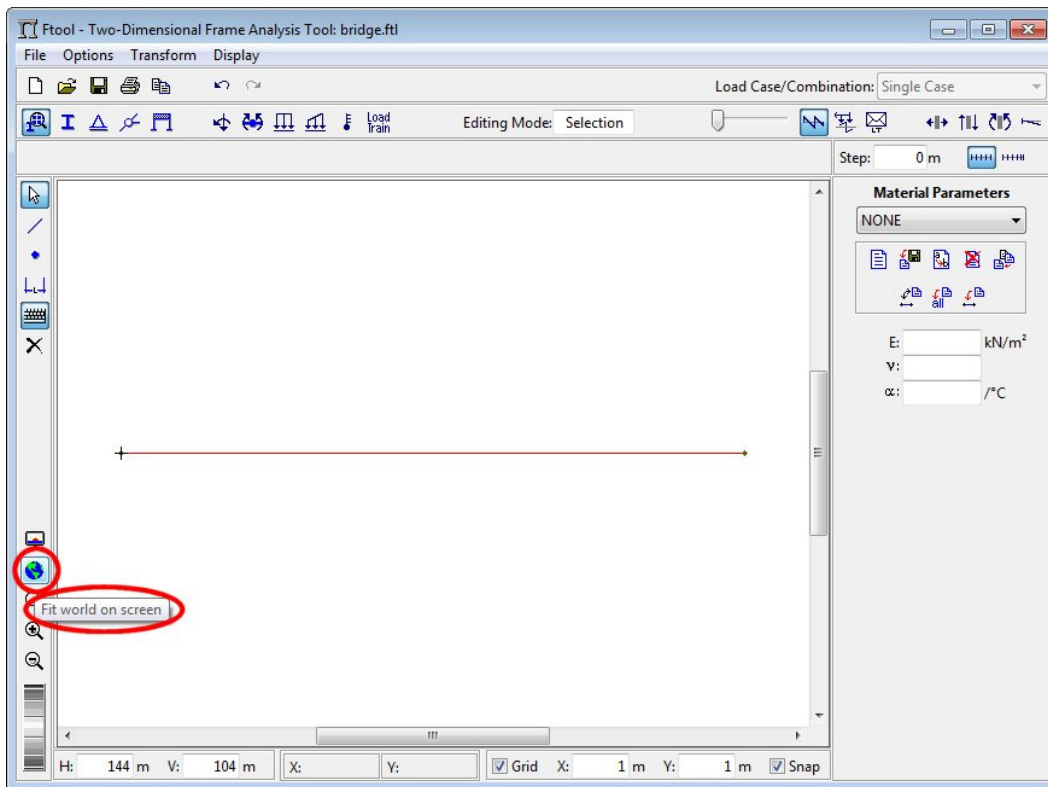 Ftool - Two-Dimensional Frame Analysis Tool: bridge.ftl
File Options Transform Display
Load Case/Combination: Single Case
Load Train Editing Mode: Selection
Step: 0 m
Material Parameters
NONE
all
E: kN/m²
ν:
α: /°C
Fit world on screen
H: 144 m V: 104 m X: Y: Grid X: 1 m Y: 1 m Snap